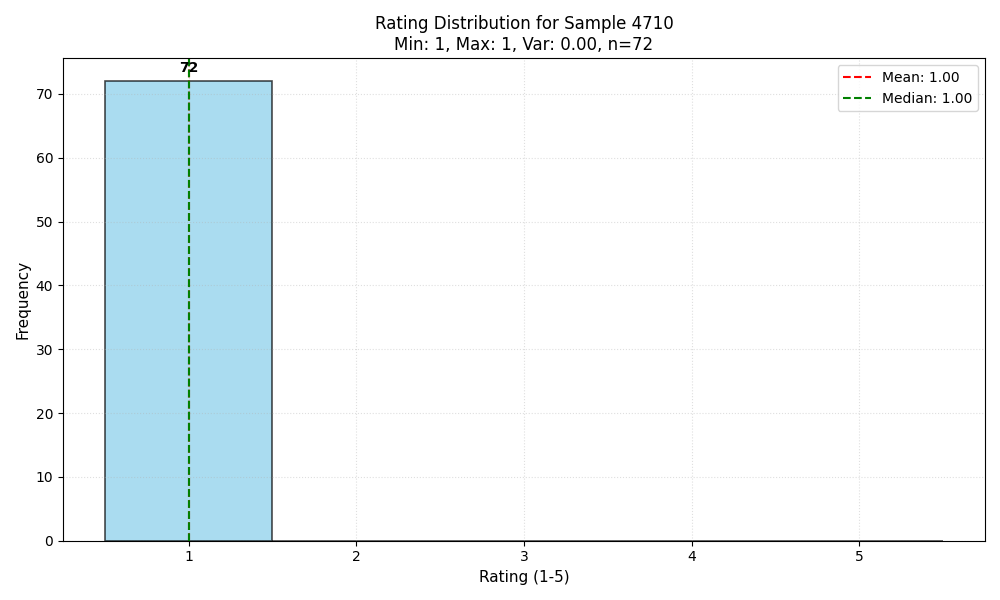 Rating Distribution for Sample 4710
Min: 1, Max: 1, Var: 0.00, n=72
72
Mean: 1.00
Median: 1.00
Frequency
70
60
50
40
30
20
10
0
1 2 3 4 5
Rating (1-5)